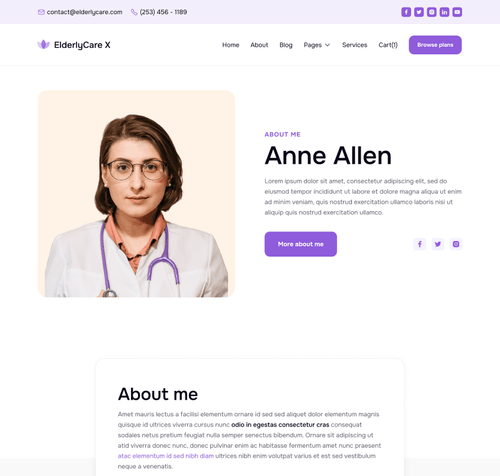 contact@elderlycare.com (253) 456 - 1189
ElderlyCare X Home About Blog Pages Services Cart(1) Browse plans
ABOUT ME
Anne Allen
Lorem ipsum dolor sit amet, consectetur adipiscing elit, sed do
eiusmod tempor incididunt ut labore et dolore magna aliqua ut enim
ad minim veniam, quis nostrud exercitation ullamco laboris nisi ut
aliquip quis nostrud exercitation ullamco.
More about me
About me
Amet mauris lectus a facilisi elementum ornare id sed sed aliquet dolor elementum magnis
quisque id ultrices viverra cursus nunc odio in egestas consectetur cras consequat
sodales netus pretium feugiat nulla semper senectus bibendum. Ornare sit adipiscing ut
atid viverra donec nunc, donec pulvinar enim ac habitasse fermentum amet nunc praesent
atac elementum id sed nibh diam ultrices nibh enim volutpat varius et est sed vestibulum
neque a venenatis.